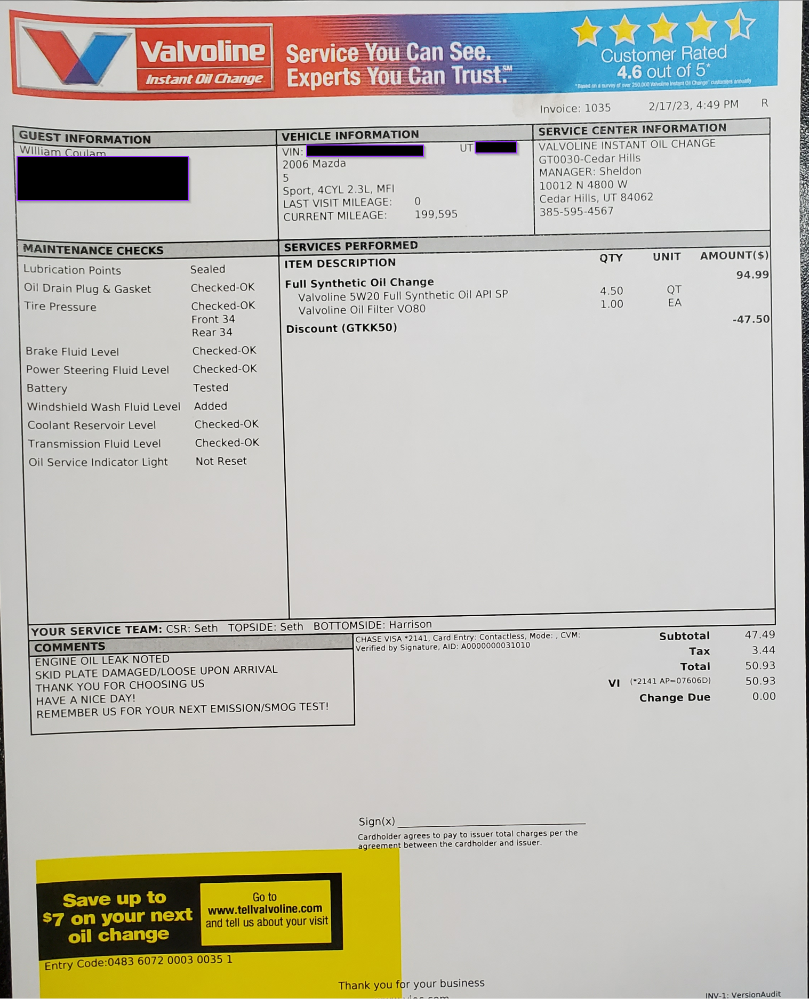 Valvoline
Instant Oil Change
Service You Can See.
Experts You Can Trust.℠
Customer Rated
4.6 out of 5*
*Based on a survey of over 250,000 Valvoline Instant Oil Change℠ customers annually
Invoice: 1035 2/17/23, 4:49 PM R
GUEST INFORMATION
WIlliam Coulam
VEHICLE INFORMATION
VIN: UT
2006 Mazda
5
Sport, 4CYL 2.3L, MFI
LAST VISIT MILEAGE: 0
CURRENT MILEAGE: 199,595
SERVICE CENTER INFORMATION
VALVOLINE INSTANT OIL CHANGE
GT0030-Cedar Hills
MANAGER: Sheldon
10012 N 4800 W
Cedar Hills, UT 84062
385-595-4567
MAINTENANCE CHECKS
Lubrication Points Sealed
Oil Drain Plug & Gasket Checked-OK
Tire Pressure Checked-OK
Front 34
Rear 34
Brake Fluid Level Checked-OK
Power Steering Fluid Level Checked-OK
Battery Tested
Windshield Wash Fluid Level Added
Coolant Reservoir Level Checked-OK
Transmission Fluid Level Checked-OK
Oil Service Indicator Light Not Reset
SERVICES PERFORMED
ITEM DESCRIPTION QTY UNIT AMOUNT($)
Full Synthetic Oil Change 94.99
Valvoline 5W20 Full Synthetic Oil API SP 4.50 QT
Valvoline Oil Filter VO80 1.00 EA
Discount (GTKK50) -47.50
YOUR SERVICE TEAM: CSR: Seth TOPSIDE: Seth BOTTOMSIDE: Harrison
COMMENTS
ENGINE OIL LEAK NOTED
SKID PLATE DAMAGED/LOOSE UPON ARRIVAL
THANK YOU FOR CHOOSING US
HAVE A NICE DAY!
REMEMBER US FOR YOUR NEXT EMISSION/SMOG TEST!
CHASE VISA *2141, Card Entry: Contactless, Mode: , CVM:
Verified by Signature, AID: A0000000031010
Subtotal 47.49
Tax 3.44
Total 50.93
VI (*2141 AP=07606D) 50.93
Change Due 0.00
Sign(x)
Cardholder agrees to pay to issuer total charges per the
agreement between the cardholder and issuer.
Save up to
$7 on your next
oil change
Go to
www.tellvalvoline.com
and tell us about your visit
Entry Code:0483 6072 0003 0035 1
Thank you for your business
INV-1: VersionAudit